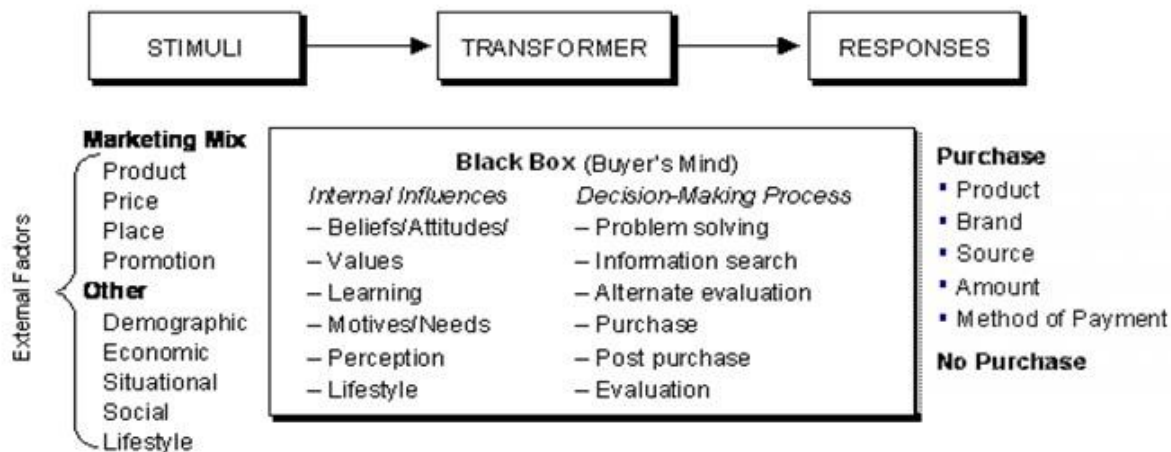 STIMULI
TRANSFORMER
RESPONSES
External Factors
Marketing Mix
Product
Price
Place
Promotion
Other
Demographic
Economic
Situational
Social
Lifestyle
Black Box (Buyer's Mind)
Internal Influences
– Beliefs/Attitudes/
– Values
– Learning
– Motives/Needs
– Perception
– Lifestyle
Decision-Making Process
– Problem solving
– Information search
– Alternate evaluation
– Purchase
– Post purchase
– Evaluation
Purchase
▪ Product
▪ Brand
▪ Source
▪ Amount
▪ Method of Payment
No Purchase